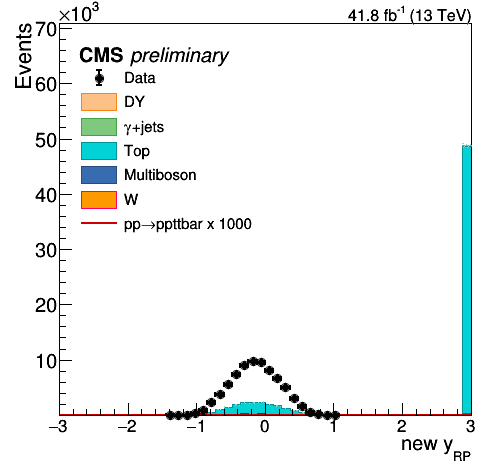 ×10³
41.8 fb⁻¹ (13 TeV)
Events
70
60
50
40
30
20
10
CMS preliminary
Data
DY
γ+jets
Top
Multiboson
W
pp→ppttbar x 1000
−3 −2 −1 0 1 2 3
new y_RP